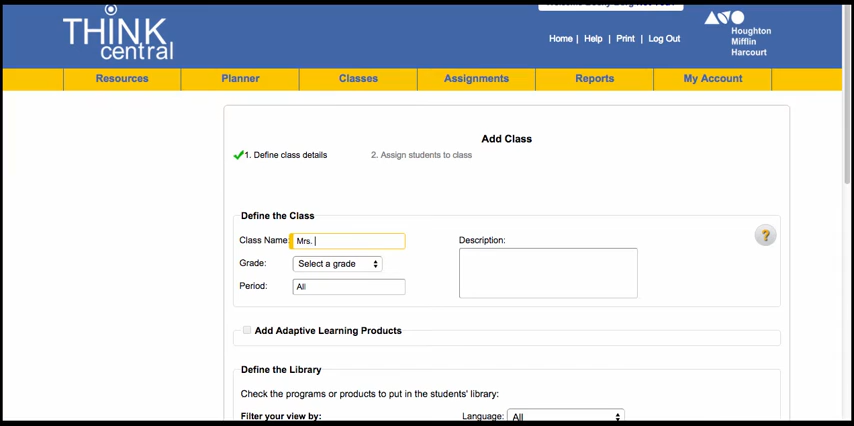 THINK
central
Home | Help | Print | Log Out
Houghton
Mifflin
Harcourt
Resources
Planner
Classes
Assignments
Reports
My Account
Add Class
1. Define class details
2. Assign students to class
Define the Class
Class Name: Mrs.
Description:
?
Grade: Select a grade
Period: All
Add Adaptive Learning Products
Define the Library
Check the programs or products to put in the students' library:
Filter your view by:
Language: All